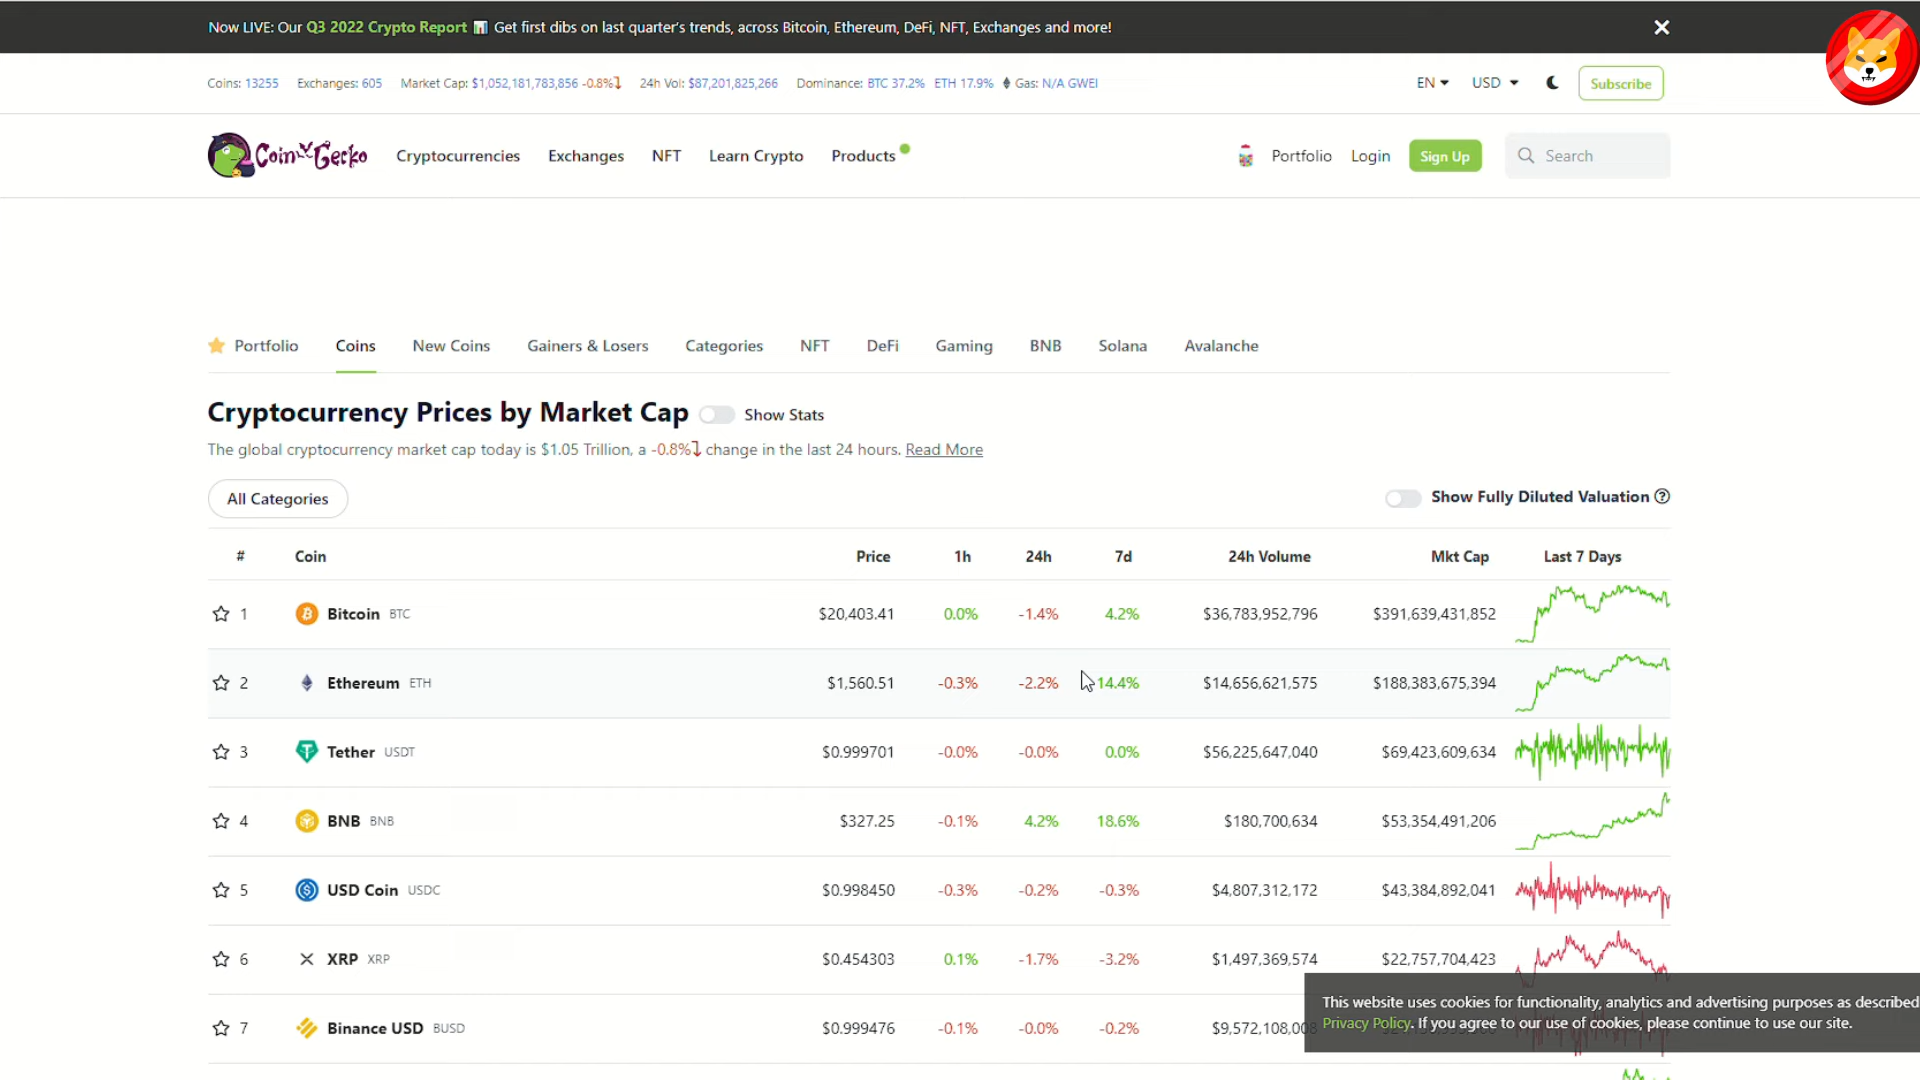 Now LIVE: Our Q3 2022 Crypto Report 📊 Get first dibs on last quarter's trends, across Bitcoin, Ethereum, DeFi, NFT, Exchanges and more!
Coins: 13255 Exchanges: 605 Market Cap: $1,052,181,783,856 -0.8% 24h Vol: $87,201,825,266 Dominance: BTC 37.2% ETH 17.9% Gas: N/A GWEI EN USD Subscribe
CoinGecko Cryptocurrencies Exchanges NFT Learn Crypto Products Portfolio Login Sign Up Search
Portfolio Coins New Coins Gainers & Losers Categories NFT DeFi Gaming BNB Solana Avalanche
Cryptocurrency Prices by Market Cap Show Stats
The global cryptocurrency market cap today is $1.05 Trillion, a -0.8% change in the last 24 hours. Read More
All Categories Show Fully Diluted Valuation ?
# Coin Price 1h 24h 7d 24h Volume Mkt Cap Last 7 Days
1 Bitcoin BTC $20,403.41 0.0% -1.4% 4.2% $36,783,952,796 $391,639,431,852
2 Ethereum ETH $1,560.51 -0.3% -2.2% 14.4% $14,656,621,575 $188,383,675,394
3 Tether USDT $0.999701 -0.0% -0.0% 0.0% $56,225,647,040 $69,423,609,634
4 BNB BNB $327.25 -0.1% 4.2% 18.6% $180,700,634 $53,354,491,206
5 USD Coin USDC $0.998450 -0.3% -0.2% -0.3% $4,807,312,172 $43,384,892,041
6 XRP XRP $0.454303 0.1% -1.7% -3.2% $1,497,369,574 $22,757,704,423
7 Binance USD BUSD $0.999476 -0.1% -0.0% -0.2%
This website uses cookies for functionality, analytics and advertising purposes as described
Privacy Policy. If you agree to our use of cookies, please continue to use our site.